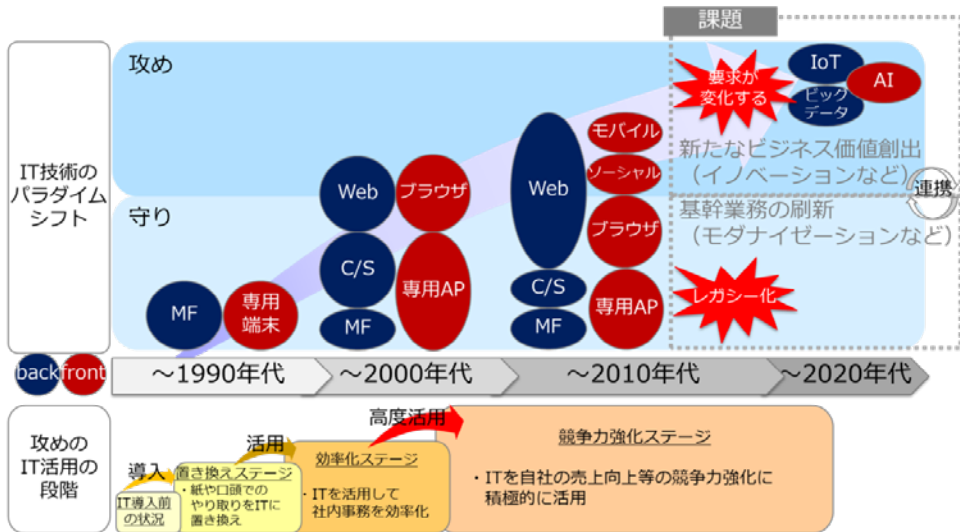 課題
攻め
要求が
変化する
IoT
AI
ビッグ
データ
IT技術の
パラダイム
シフト
モバイル
ソーシャル
Web
ブラウザ
Web
ブラウザ
新たなビジネス価値創出
(イノベーションなど)
連携
守り
基幹業務の刷新
(モダナイゼーションなど)
C/S
専用AP
C/S
専用AP
レガシー化
MF
専用
端末
MF
MF
back
front
～1990年代
～2000年代
～2010年代
～2020年代
攻めの
IT活用の
段階
導入
活用
高度活用
IT導入前
の状況
置き換えステージ
・紙や口頭での
やり取りをITに
置き換え
効率化ステージ
・ITを活用して
社内事務を効率化
競争力強化ステージ
・ITを自社の売上向上等の競争力強化に
積極的に活用